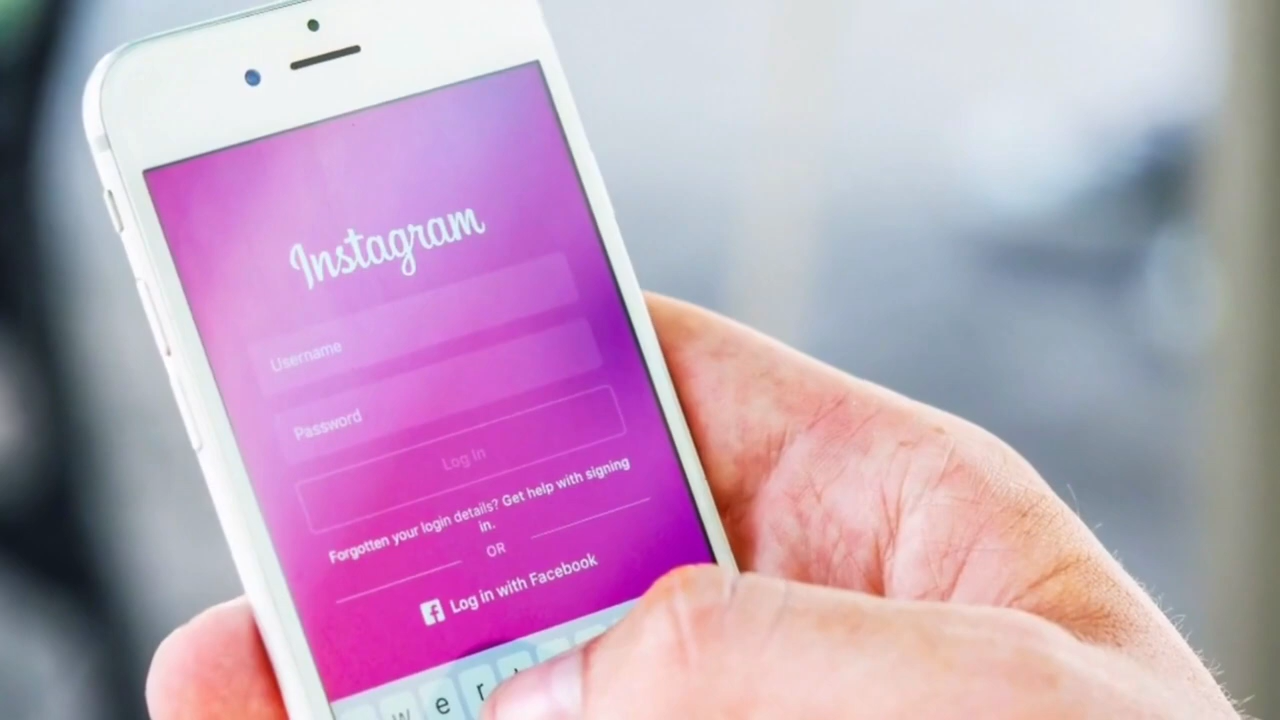 Instagram
Username
Password
Log In
Forgotten your login details? Get help with signing
in.
OR
Log in with Facebook
w e r